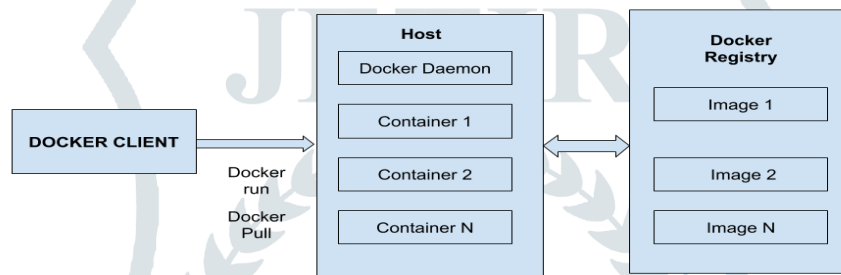 JETIR
Host
Docker Daemon
Container 1
Container 2
Container N
DOCKER CLIENT
Docker
run
Docker
Pull
Docker
Registry
Image 1
Image 2
Image N